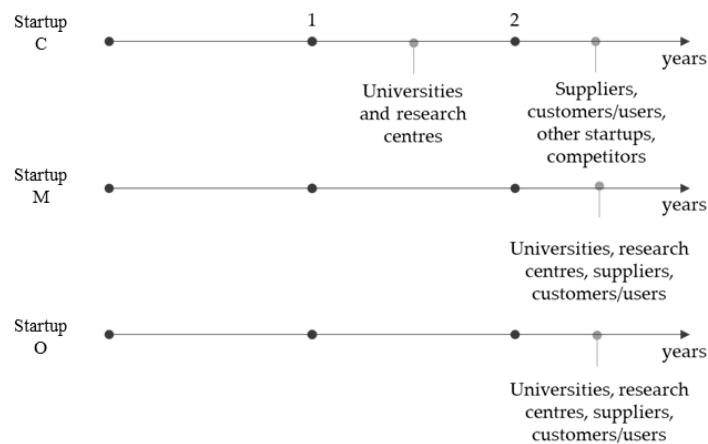 Startup
C
1
2
years
Universities
and research
centres
Suppliers,
customers/users,
other startups,
competitors
Startup
M
years
Universities, research
centres, suppliers,
customers/users
Startup
O
years
Universities, research
centres, suppliers,
customers/users